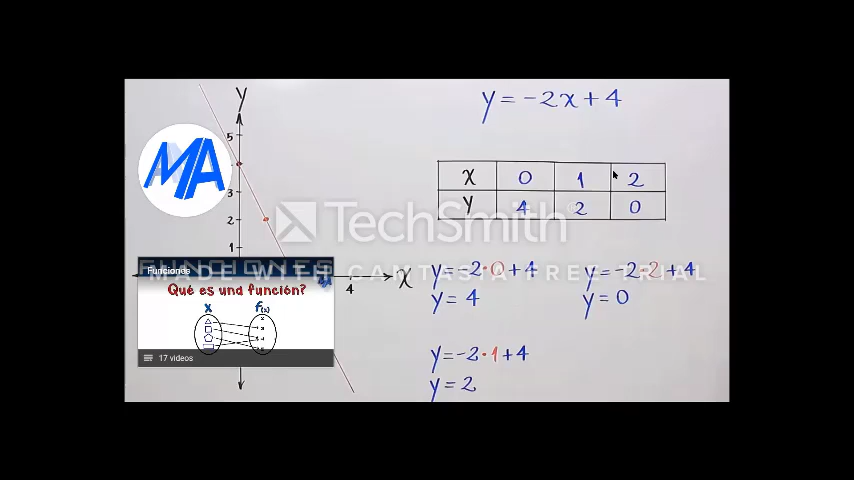 y = -2x + 4
Y
5
3
2
1
4
X
MA
X 0 1 2
Y 4 2 0
TechSmith
MADE WITH CAMTASIA FREE TRIAL
y = -2·0 + 4
y = 4
y = -2·2 + 4
y = 0
y = -2·1 + 4
y = 2
Funciones
Qué es una función?
X f(x)
17 videos